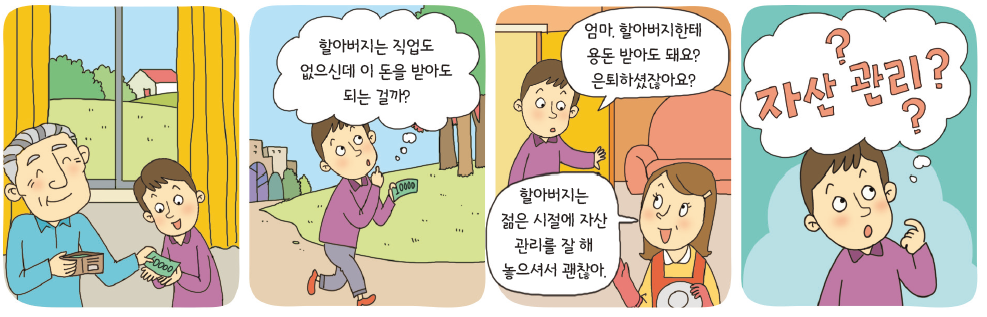 0000
할아버지는 직업도
없으신데 이 돈을 받아도
되는 걸까?
10000
엄마, 할아버지한테
용돈 받아도 돼요?
은퇴하셨잖아요?
할아버지는
젊은 시절에 자산
관리를 잘 해
놓으셔서 괜찮아.
?
자산 관리?
?